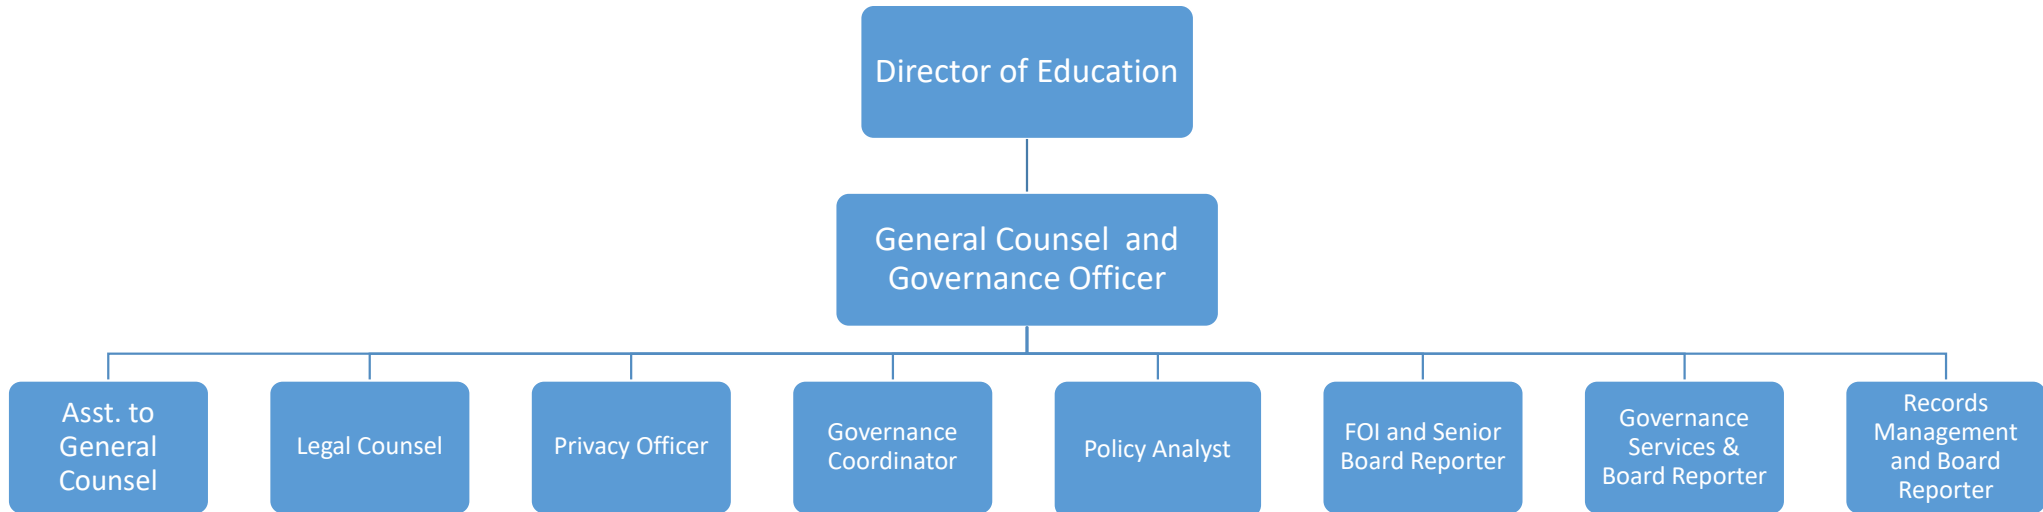 Director of Education
General Counsel and
Governance Officer
Asst. to
General
Counsel
Legal Counsel
Privacy Officer
Governance
Coordinator
Policy Analyst
FOI and Senior
Board Reporter
Governance
Services &
Board Reporter
Records
Management
and Board
Reporter